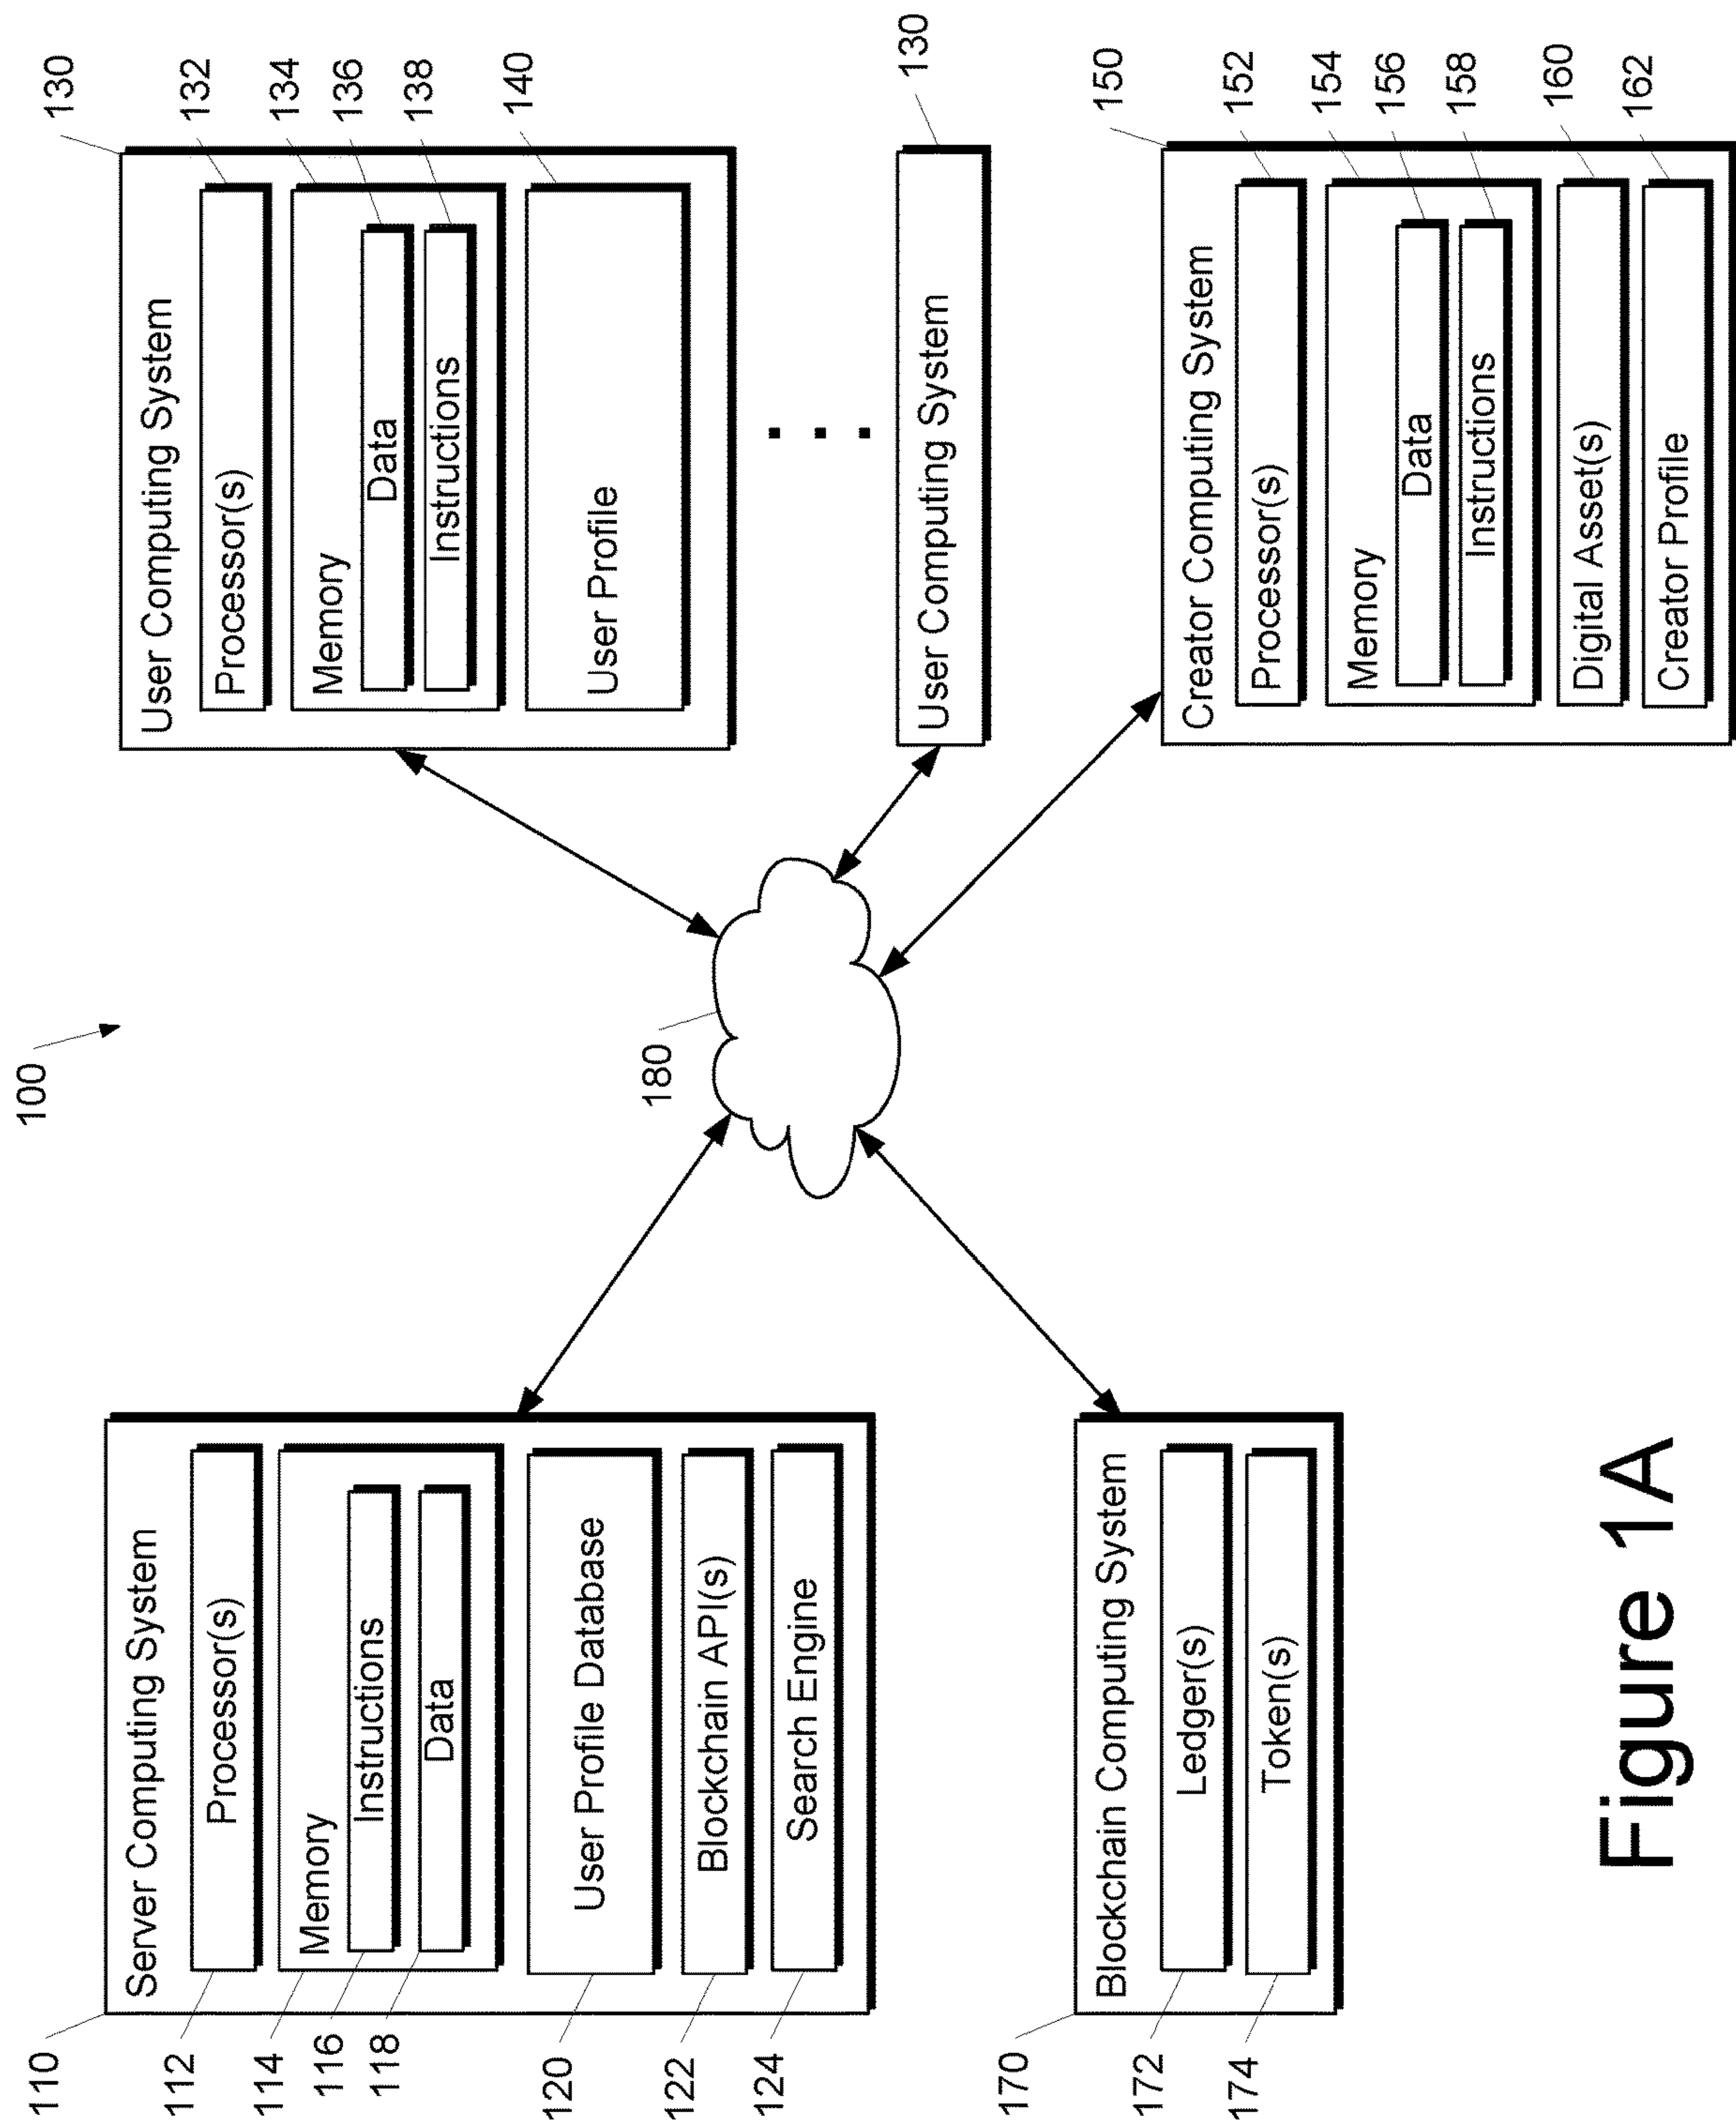 100
110
Server Computing System
112
Processor(s)
114
Memory
116
Instructions
118
Data
120
User Profile Database
122
Blockchain API(s)
124
Search Engine
170
Blockchain Computing System
172
Ledger(s)
174
Token(s)
180
130
User Computing System
132
Processor(s)
134
Memory
136
Data
138
Instructions
140
User Profile
. . .
130
User Computing System
150
Creator Computing System
152
Processor(s)
154
Memory
156
Data
158
Instructions
160
Digital Asset(s)
162
Creator Profile
Figure 1A